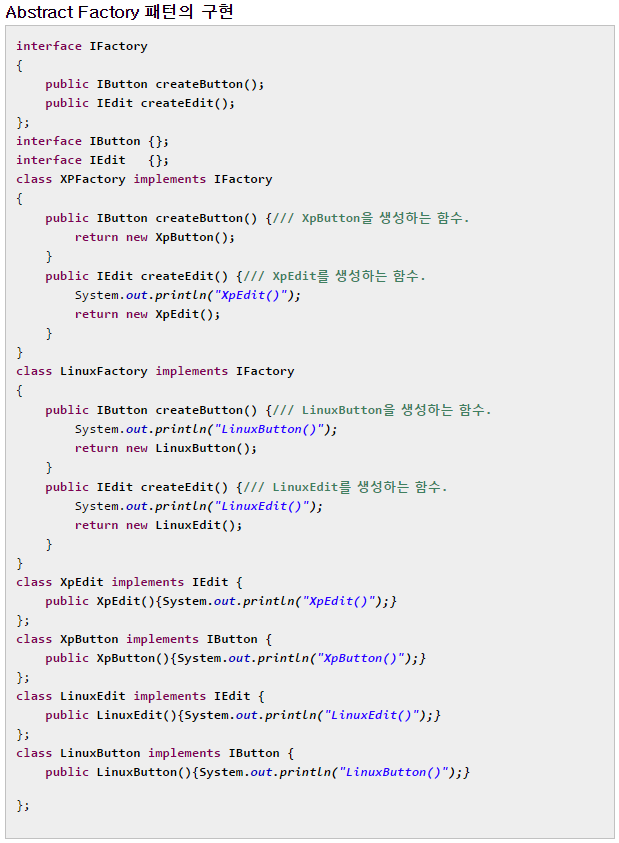 Abstract Factory 패턴의 구현
interface IFactory
{
    public IButton createButton();
    public IEdit createEdit();
};
interface IButton {};
interface IEdit   {};
class XPFactory implements IFactory
{
    public IButton createButton() {/// XpButton을 생성하는 함수.
        return new XpButton();
    }
    public IEdit createEdit() {/// XpEdit를 생성하는 함수.
        System.out.println("XpEdit()");
        return new XpEdit();
    }
}
class LinuxFactory implements IFactory
{
    public IButton createButton() {/// LinuxButton을 생성하는 함수.
        System.out.println("LinuxButton()");
        return new LinuxButton();
    }
    public IEdit createEdit() {/// LinuxEdit를 생성하는 함수.
        System.out.println("LinuxEdit()");
        return new LinuxEdit();
    }
}
class XpEdit implements IEdit {
    public XpEdit(){System.out.println("XpEdit()");}
};
class XpButton implements IButton {
    public XpButton(){System.out.println("XpButton()");}
};
class LinuxEdit implements IEdit {
    public LinuxEdit(){System.out.println("LinuxEdit()");}
};
class LinuxButton implements IButton {
    public LinuxButton(){System.out.println("LinuxButton()");}

};